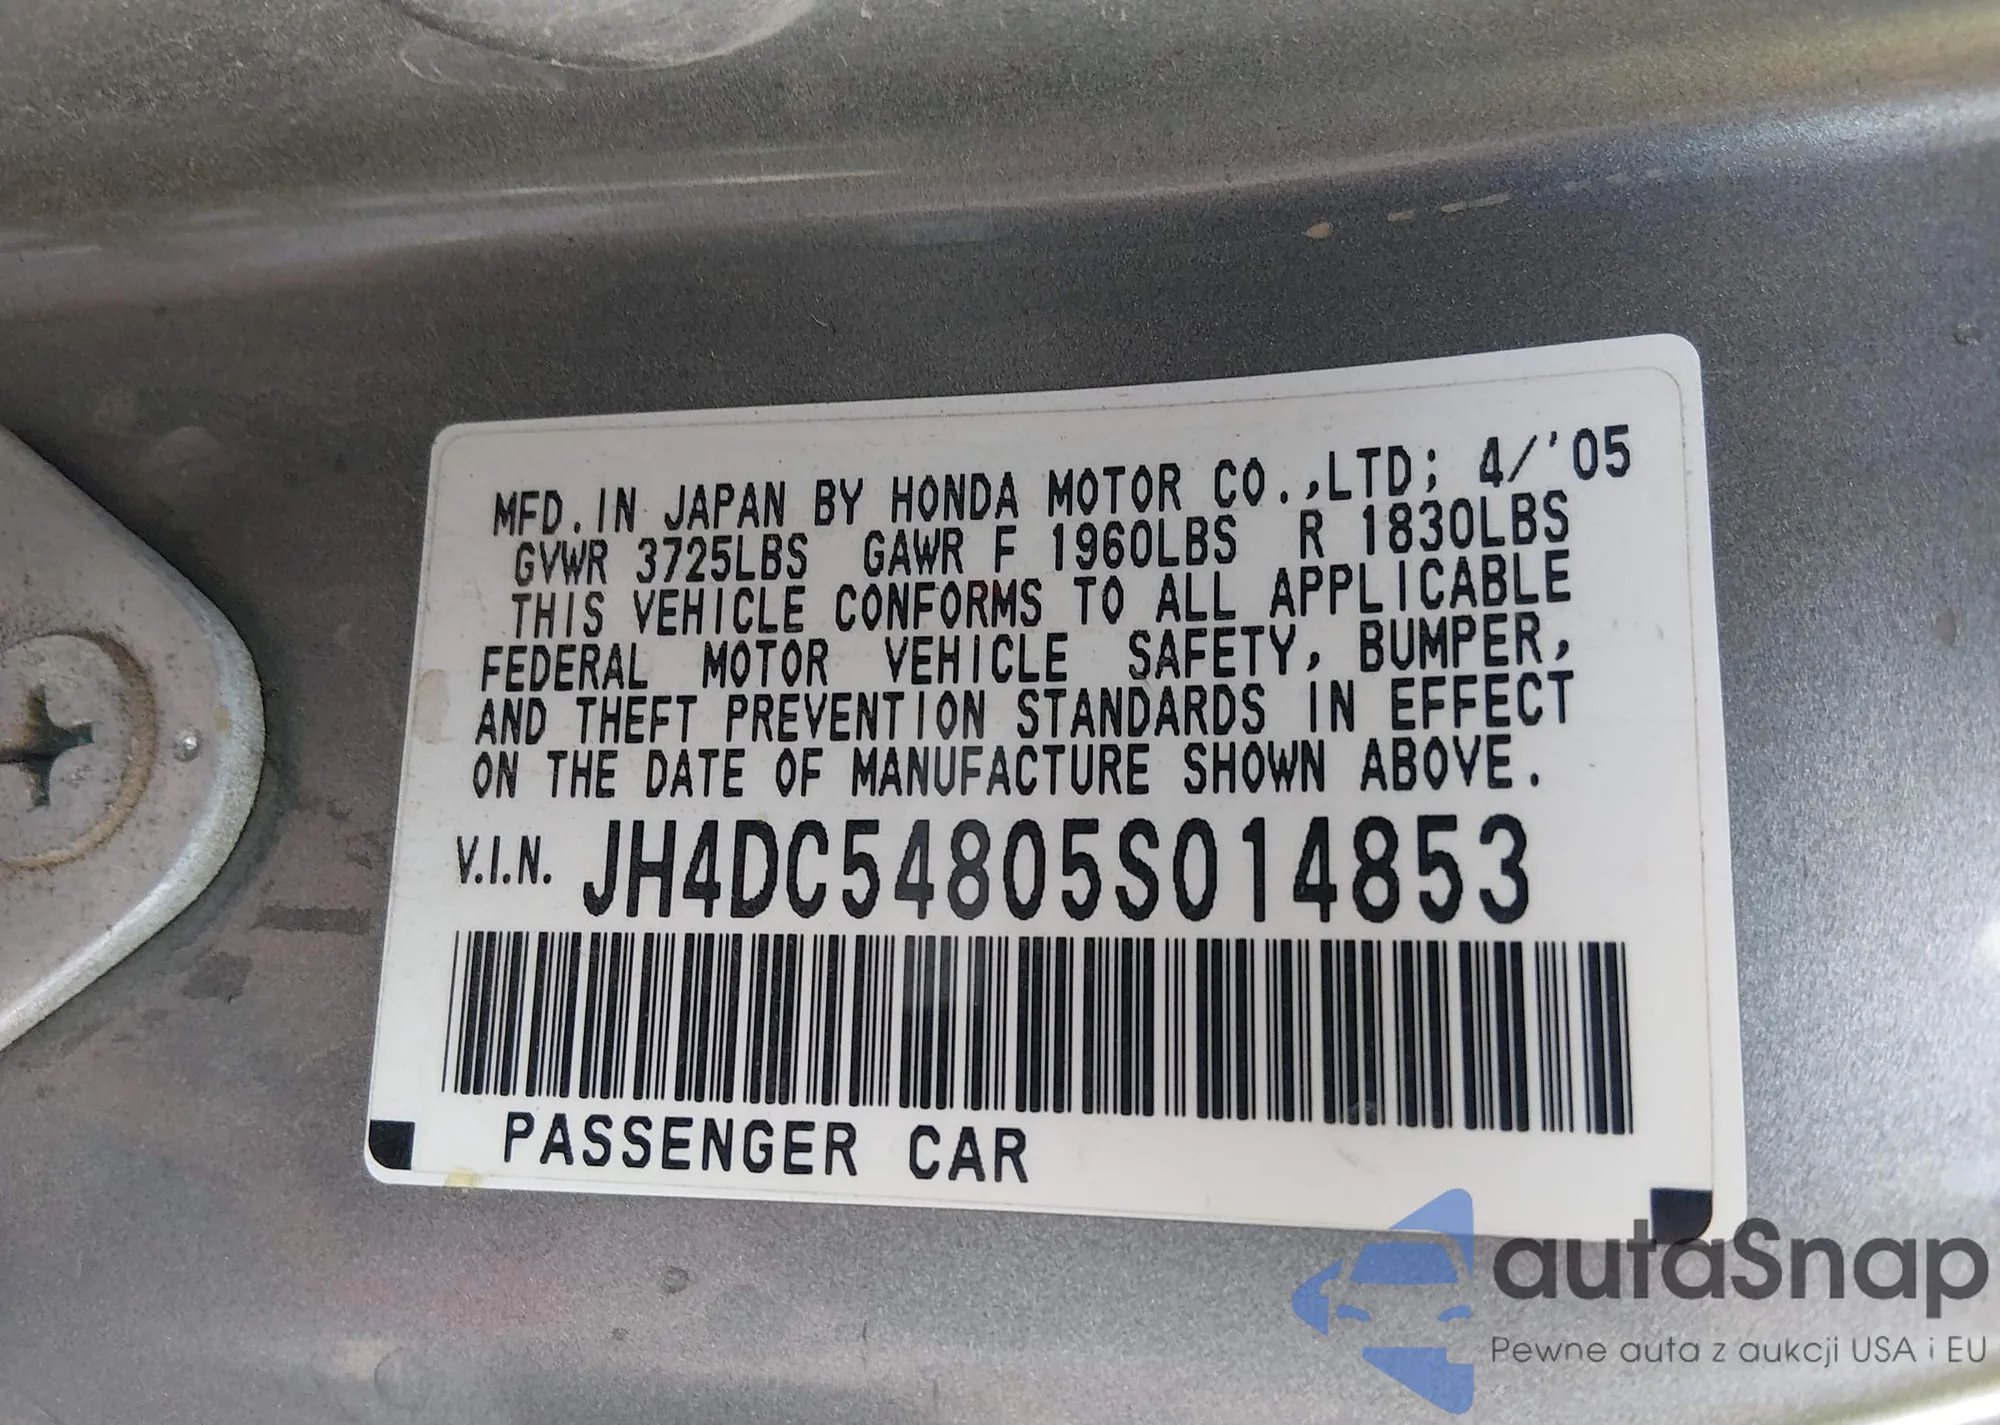 MFD. IN JAPAN BY HONDA MOTOR CO.,LTD; 4/'05
GVWR 3725LBS GAWR F 1960LBS R 1830LBS
THIS VEHICLE CONFORMS TO ALL APPLICABLE
FEDERAL MOTOR VEHICLE SAFETY, BUMPER,
AND THEFT PREVENTION STANDARDS IN EFFECT
ON THE DATE OF MANUFACTURE SHOWN ABOVE.
V.I.N. JH4DC54805S014853
PASSENGER CAR
autaSnap
Pewne auta z aukcji USA i EU